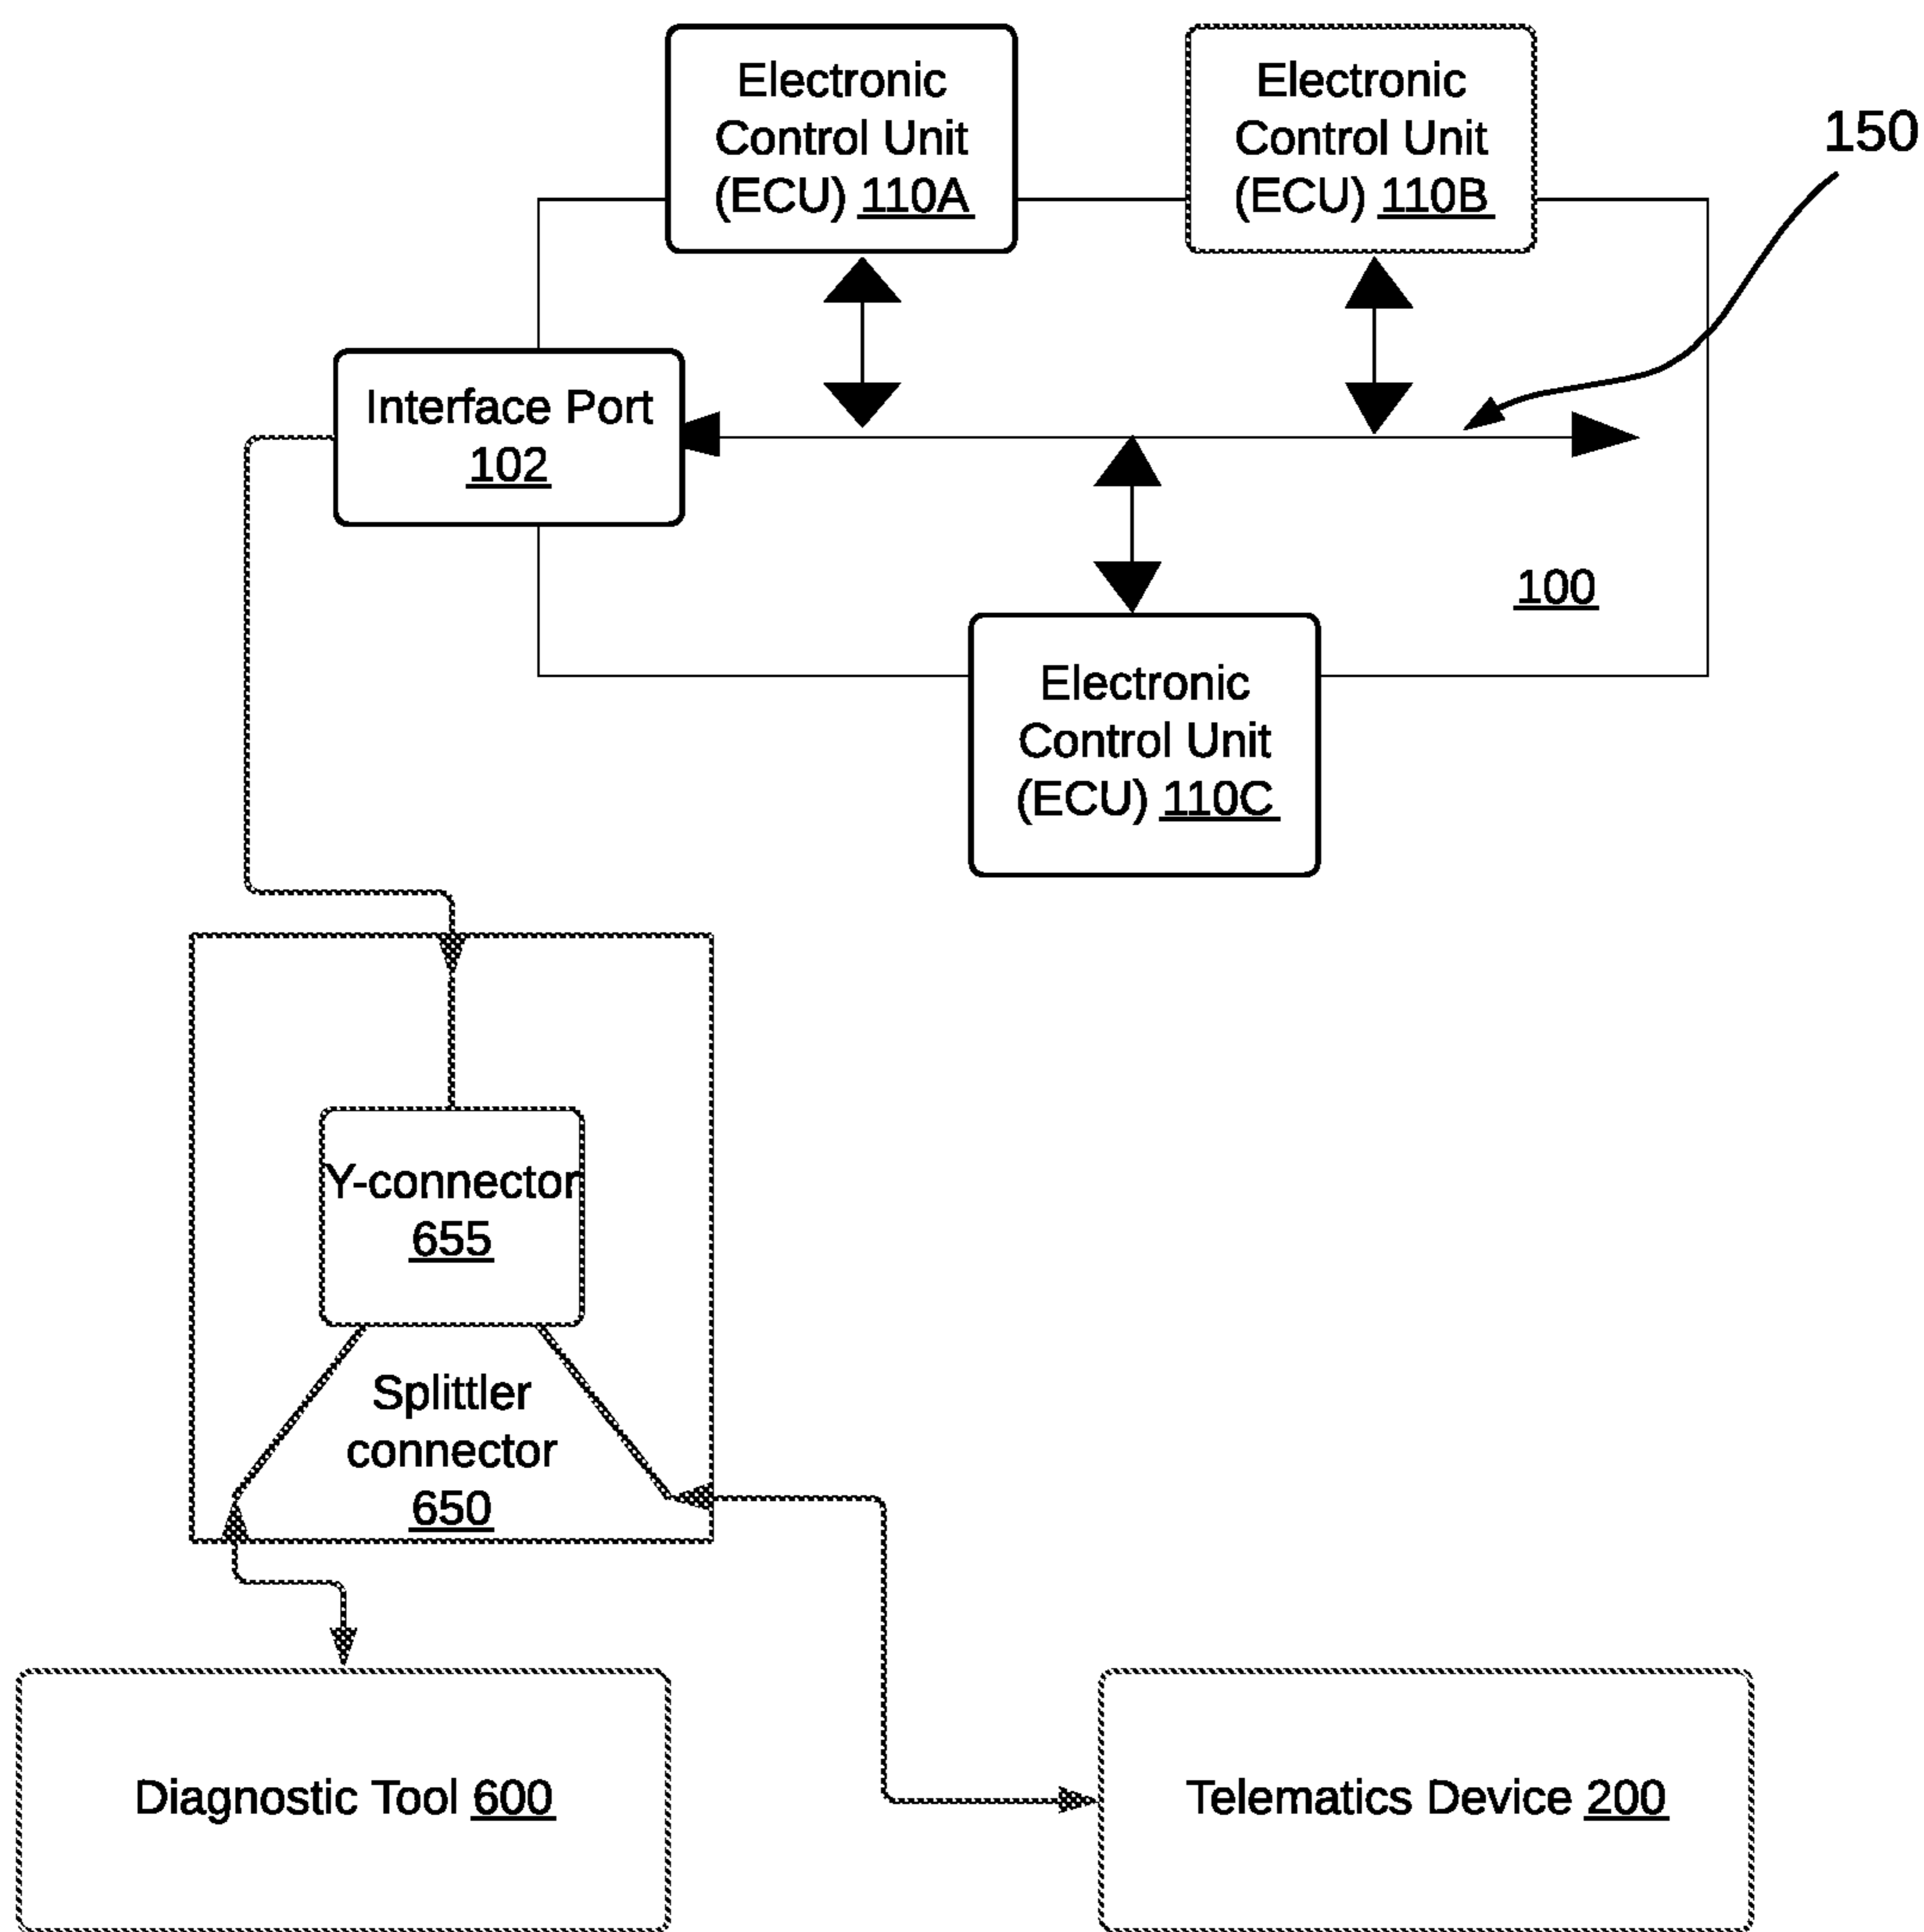 Electronic
Control Unit
(ECU) 110A
Electronic
Control Unit
(ECU) 110B
150
Interface Port
102
100
Electronic
Control Unit
(ECU) 110C
Y-connector
655
Splittler
connector
650
Diagnostic Tool 600
Telematics Device 200